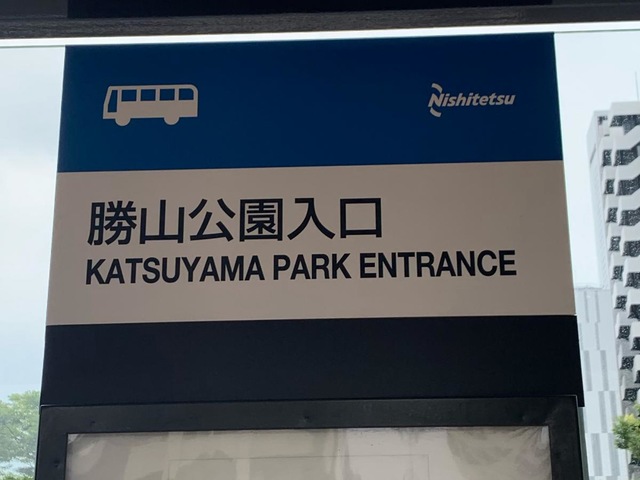 Nishitetsu
勝山公園入口
KATSUYAMA PARK ENTRANCE